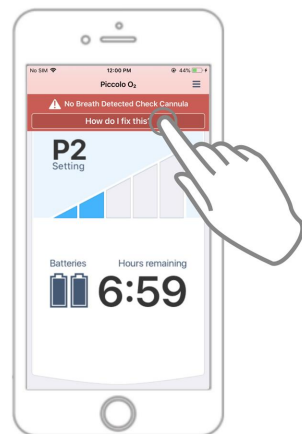 No SIM 12:00 PM 44%
Piccolo O₂
No Breath Detected Check Cannula
How do I fix this
P2
Setting
Batteries Hours remaining
6:59